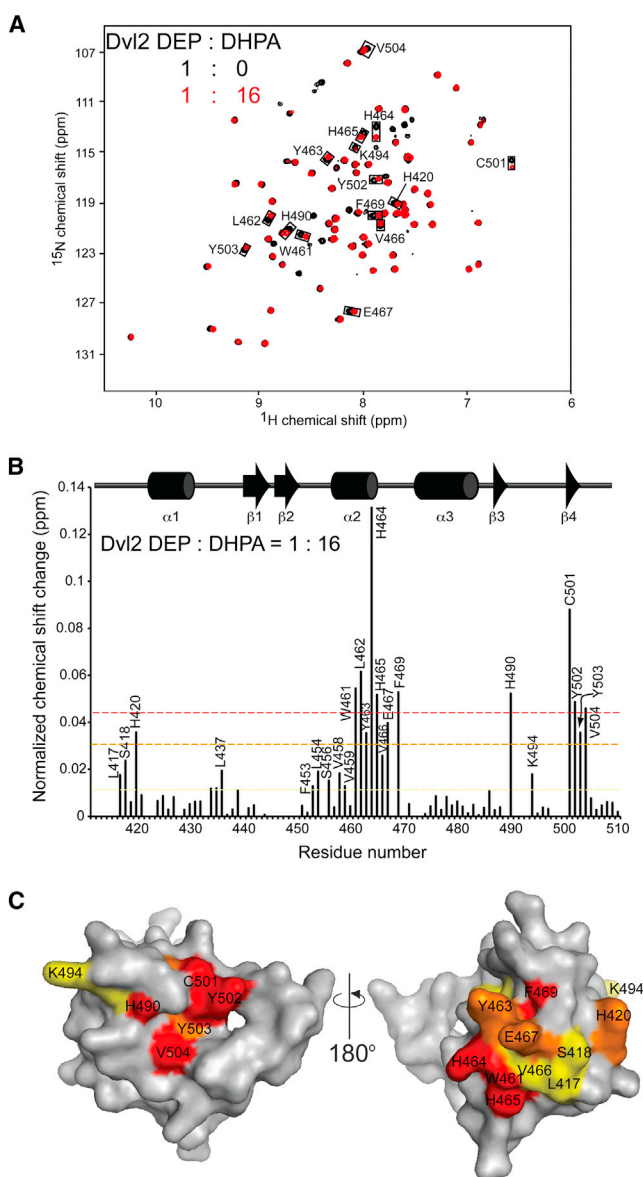 A
Dvl2 DEP : DHPA
1 : 0
1 : 16
107
111
115
119
123
127
131
15N chemical shift (ppm)
V504
H464
H465
K494
Y463
C501
Y502
H420
F469
L462
H490
V466
Y503
W461
E467
10
9
8
7
6
1H chemical shift (ppm)
B
0.14
0.12
0.1
0.08
0.06
0.04
0.02
0
Normalized chemical shift change (ppm)
α1
β1
β2
α2
α3
β3
β4
Dvl2 DEP : DHPA = 1 : 16
L417
S418
H420
L437
F453
L454
S456
V458
V459
W461
L462
Y463
H464
H465
V466
E467
F469
H490
K494
C501
Y502
Y503
V504
420
430
440
450
460
470
480
490
500
510
Residue number
C
K494
C501
Y502
H490
Y503
V504
180°
K494
F469
Y463
H420
E467
S418
H464
V466
W461
L417
H465